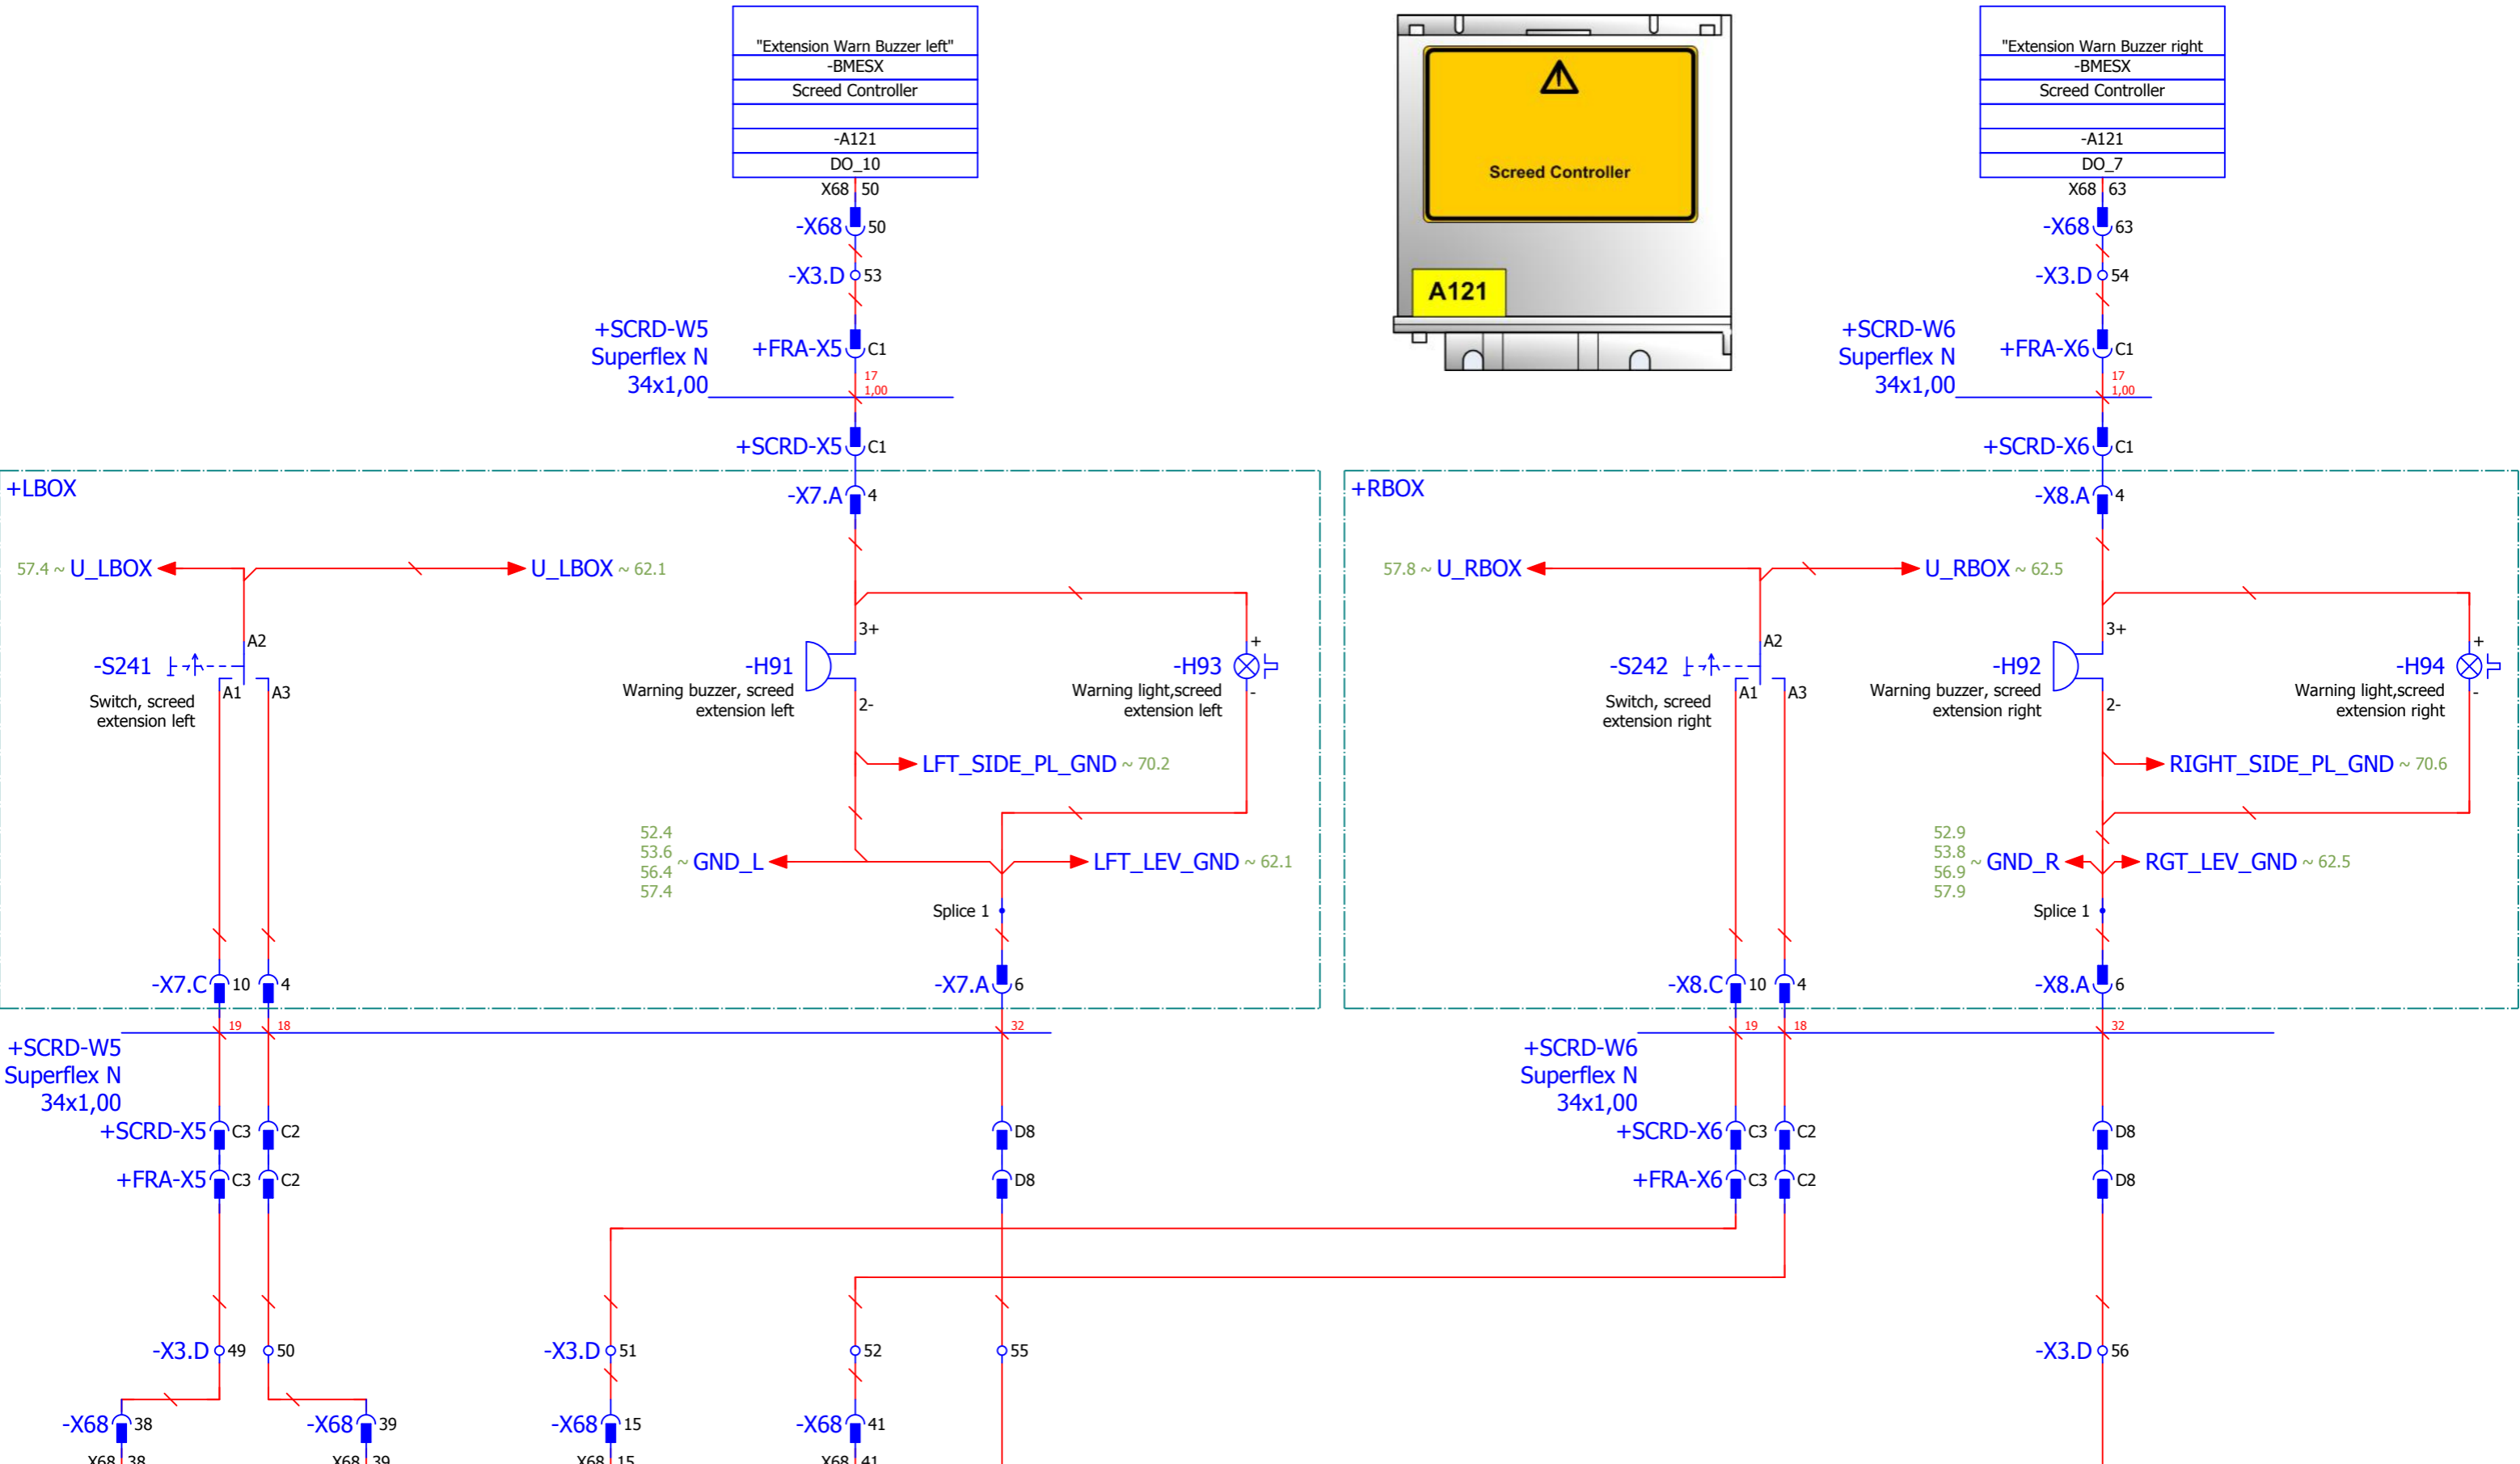 "Extension Warn Buzzer left"
-BMESX
Screed Controller
-A121
DO_10
X68 50
-X68 50
-X3.D 53
+SCRD-W5
Superflex N
34x1,00
+FRA-X5 C1
17
1,00
+SCRD-X5 C1
Screed Controller
A121
"Extension Warn Buzzer right
-BMESX
Screed Controller
-A121
DO_7
X68 63
-X68 63
-X3.D 54
+SCRD-W6
Superflex N
34x1,00
+FRA-X6 C1
17
1,00
+SCRD-X6 C1
+LBOX
-X7.A 4
57.4 ~ U_LBOX
U_LBOX ~ 62.1
A2
-S241
A1 A3
Switch, screed
extension left
3+
-H91
Warning buzzer, screed
extension left
2-
+
-H93
Warning light,screed
extension left
-
LFT_SIDE_PL_GND ~ 70.2
52.4
53.6
56.4
57.4
~ GND_L
LFT_LEV_GND ~ 62.1
Splice 1
-X7.C 10 4
-X7.A 6
+RBOX
-X8.A 4
57.8 ~ U_RBOX
U_RBOX ~ 62.5
A2
-S242
A1 A3
Switch, screed
extension right
3+
-H92
Warning buzzer, screed
extension right
2-
+
-H94
Warning light,screed
extension right
-
RIGHT_SIDE_PL_GND ~ 70.6
52.9
53.8
56.9
57.9
~ GND_R
RGT_LEV_GND ~ 62.5
Splice 1
-X8.C 10 4
-X8.A 6
19 18 32
+SCRD-W5
Superflex N
34x1,00
+SCRD-X5 C3 C2 D8
+FRA-X5 C3 C2 D8
19 18 32
+SCRD-W6
Superflex N
34x1,00
+SCRD-X6 C3 C2 D8
+FRA-X6 C3 C2 D8
-X3.D 49 50
-X3.D 51 52 55
-X3.D 56
-X68 38
-X68 39
-X68 15
-X68 41
X68 38
X68 39
X68 15
X68 41